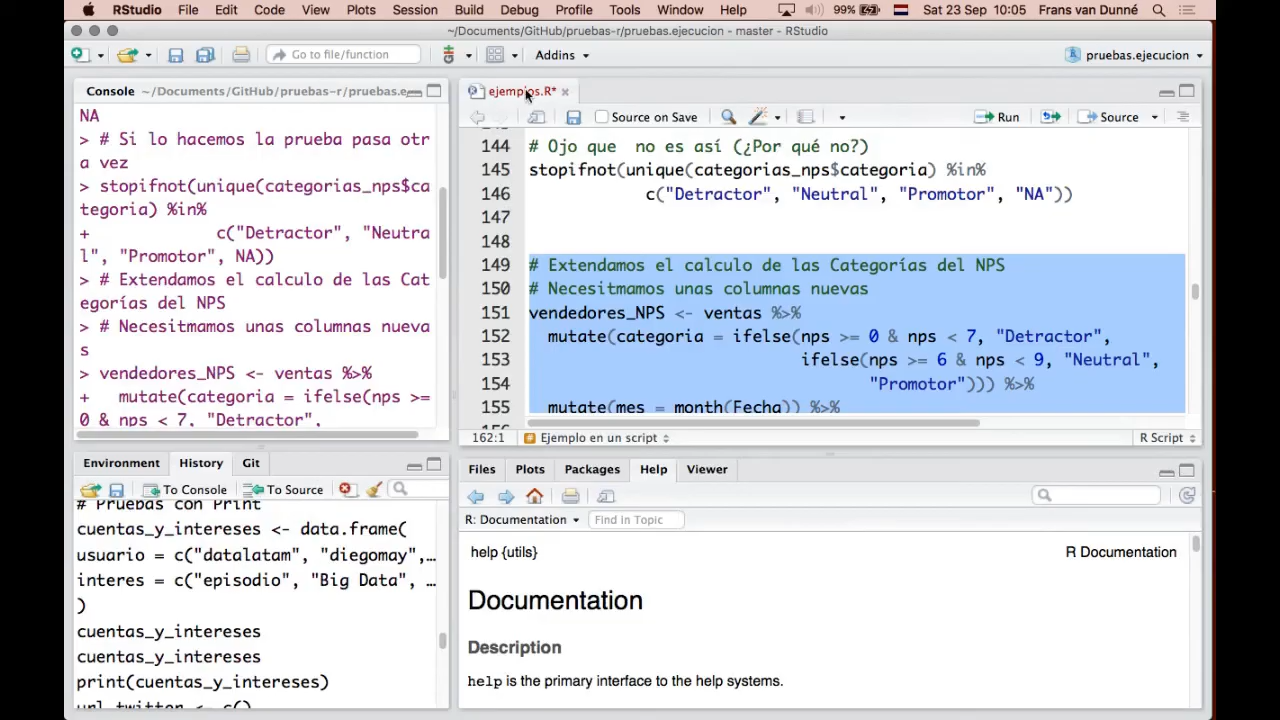 RStudio File Edit Code View Plots Session Build Debug Profile Tools Window Help 99% Sat 23 Sep 10:05 Frans van Dunné
~/Documents/GitHub/pruebas-r/pruebas.ejecucion - master - RStudio
Go to file/function Addins pruebas.ejecucion
Console ~/Documents/GitHub/pruebas-r/pruebas.e
NA
> # Si lo hacemos la prueba pasa otr
a vez
> stopifnot(unique(categorias_nps$ca
tegoria) %in%
+ c("Detractor", "Neutra
l", "Promotor", NA))
> # Extendamos el calculo de las Cat
egorías del NPS
> # Necesitmamos unas columnas nueva
s
> vendedores_NPS <- ventas %>%
+ mutate(categoria = ifelse(nps >=
0 & nps < 7, "Detractor",
ejemplos.R*
Source on Save Run Source
144 # Ojo que no es así (¿Por qué no?)
145 stopifnot(unique(categorias_nps$categoria) %in%
146 c("Detractor", "Neutral", "Promotor", "NA"))
147
148
149 # Extendamos el calculo de las Categorías del NPS
150 # Necesitmamos unas columnas nuevas
151 vendedores_NPS <- ventas %>%
152 mutate(categoria = ifelse(nps >= 0 & nps < 7, "Detractor",
153 ifelse(nps >= 6 & nps < 9, "Neutral",
154 "Promotor"))) %>%
155 mutate(mes = month(Fecha)) %>%
162:1 Ejemplo en un script R Script
Environment History Git
To Console To Source
# Pruebas con Print
cuentas_y_intereses <- data.frame(
usuario = c("datalatam", "diegomay",…
interes = c("episodio", "Big Data", …
)
cuentas_y_intereses
cuentas_y_intereses
print(cuentas_y_intereses)
url_twitter <- c()
Files Plots Packages Help Viewer
R: Documentation Find in Topic
help {utils} R Documentation
Documentation
Description
help is the primary interface to the help systems.